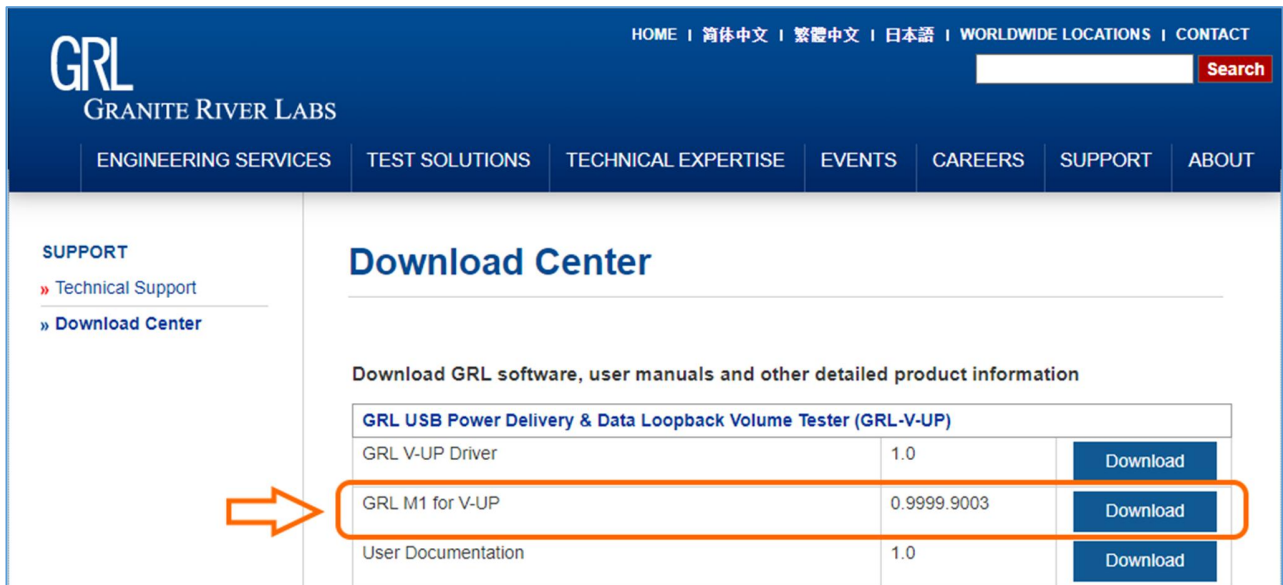 HOME | 简体中文 | 繁體中文 | 日本語 | WORLDWIDE LOCATIONS | CONTACT
Search
GRL
GRANITE RIVER LABS
ENGINEERING SERVICES TEST SOLUTIONS TECHNICAL EXPERTISE EVENTS CAREERS SUPPORT ABOUT
SUPPORT
» Technical Support
» Download Center
Download Center
Download GRL software, user manuals and other detailed product information
GRL USB Power Delivery & Data Loopback Volume Tester (GRL-V-UP)
GRL V-UP Driver 1.0 Download
GRL M1 for V-UP 0.9999.9003 Download
User Documentation 1.0 Download